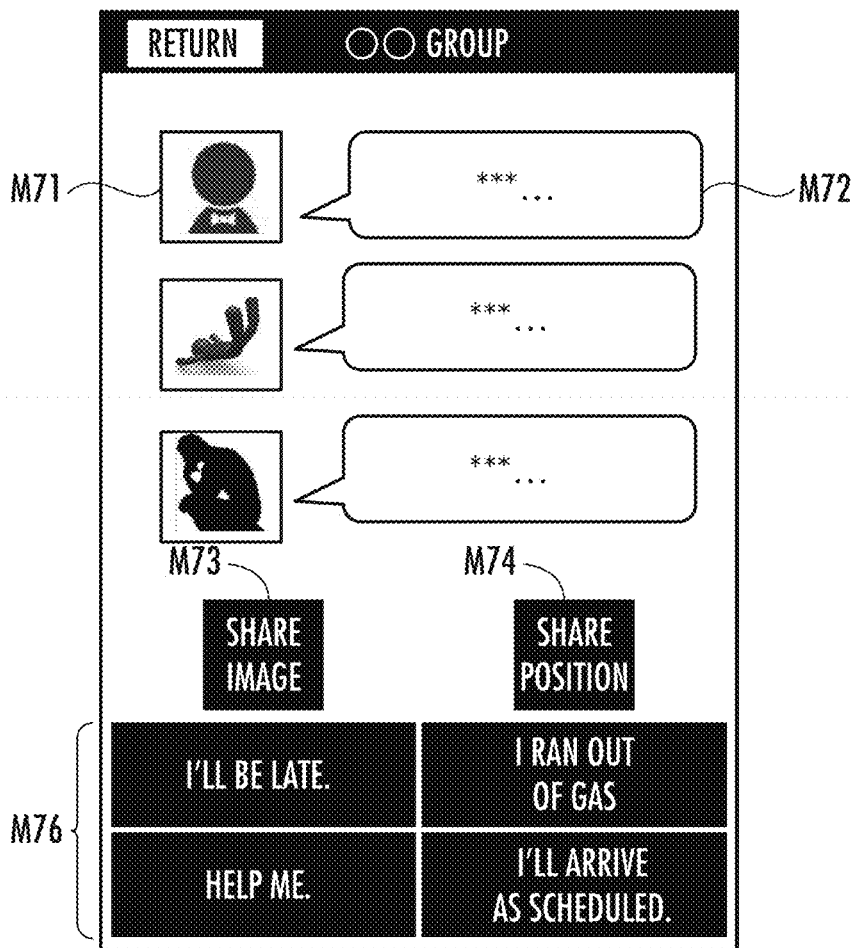 RETURN ○○ GROUP
M71 ***... M72
***...
***...
M73 M74
SHARE
IMAGE
SHARE
POSITION
I'LL BE LATE.
I RAN OUT
OF GAS
M76
HELP ME.
I'LL ARRIVE
AS SCHEDULED.